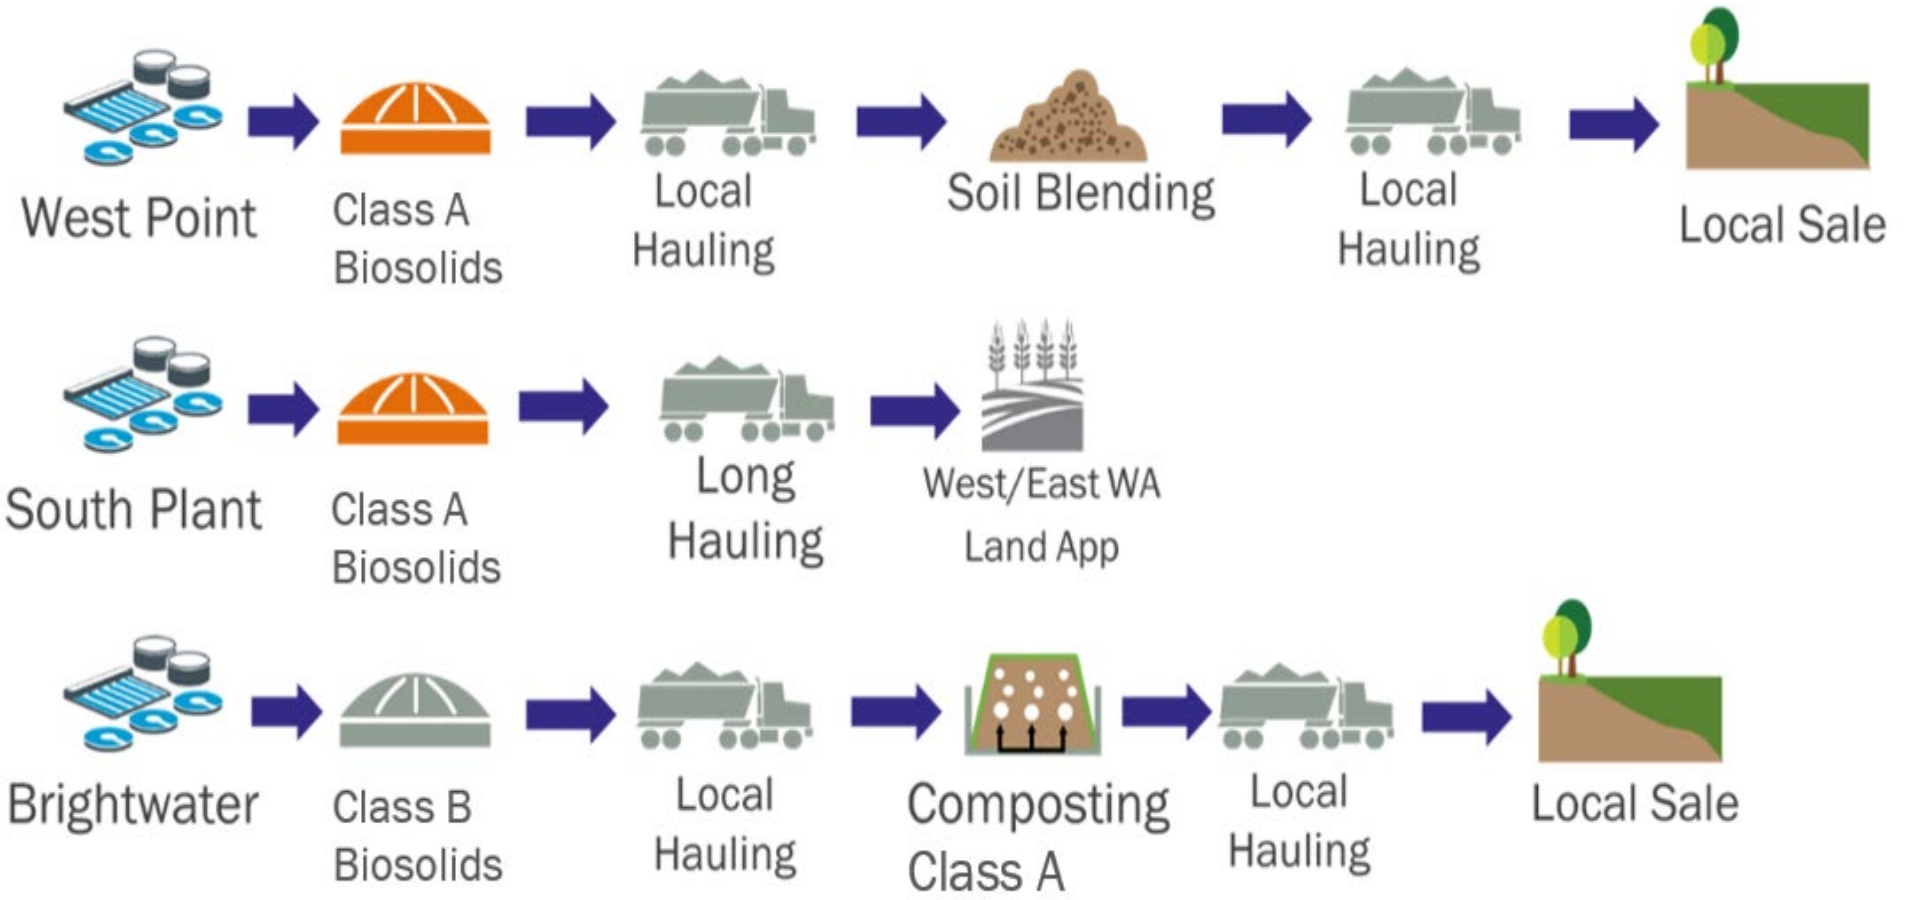 West Point
Class A
Biosolids
Local
Hauling
Soil Blending
Local
Hauling
Local Sale
South Plant
Class A
Biosolids
Long
Hauling
West/East WA
Land App
Brightwater
Class B
Biosolids
Local
Hauling
Composting
Class A
Local
Hauling
Local Sale